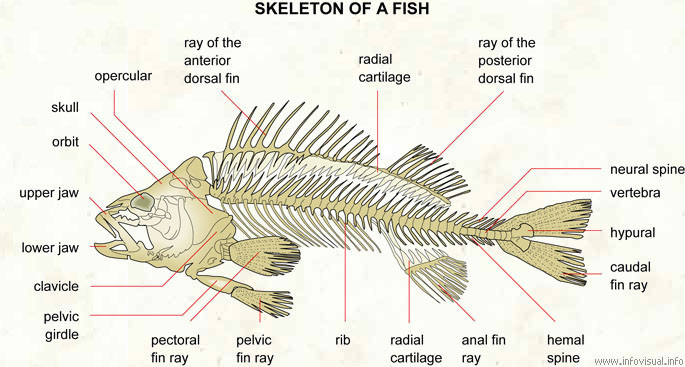 SKELETON OF A FISH
ray of the
anterior
dorsal fin
radial
cartilage
ray of the
posterior
dorsal fin
opercular
skull
orbit
upper jaw
lower jaw
clavicle
pelvic
girdle
pectoral
fin ray
pelvic
fin ray
rib
radial
cartilage
anal fin
ray
hemal
spine
neural spine
vertebra
hypural
caudal
fin ray
www.infovisual.info